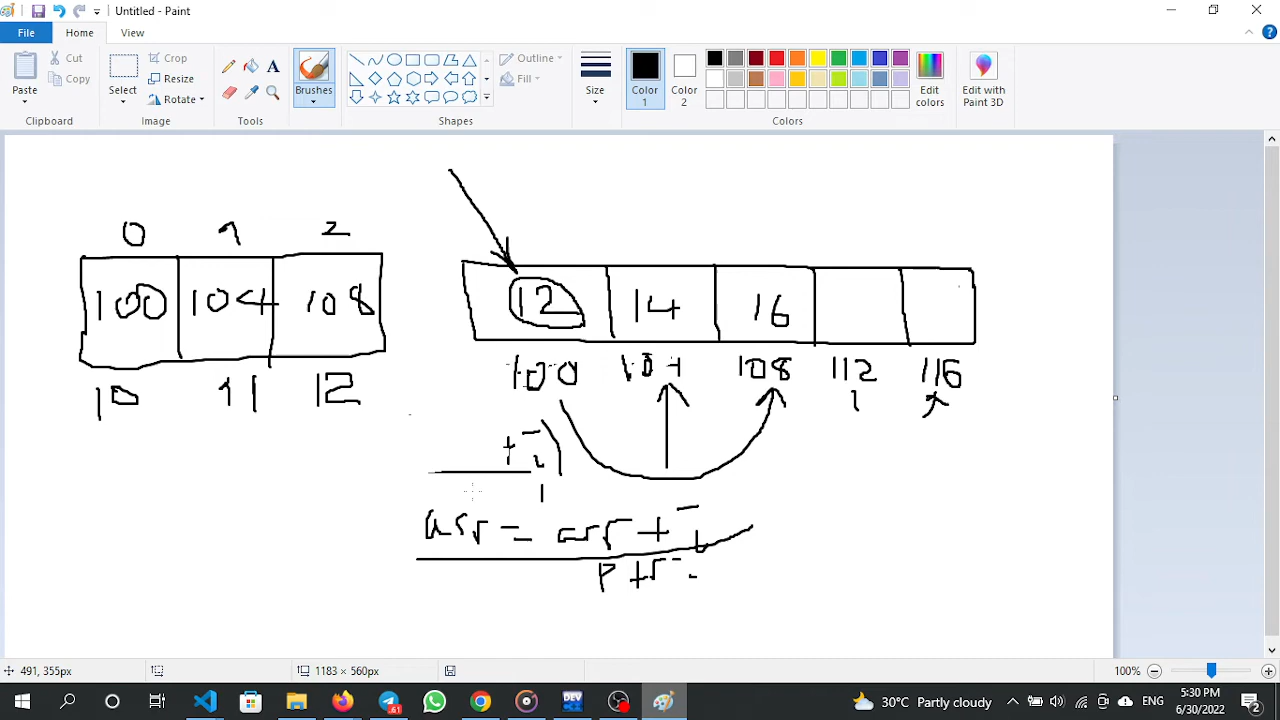 Untitled - Paint
File Home View
Paste
Cut
Copy
Clipboard
Select
Crop
Resize
Rotate
Image
A
Tools
Brushes
Outline
Fill
Shapes
Size
Color 1
Color 2
Edit colors
Colors
Edit with Paint 3D
0 1 2
100 104 108
10 11 12
12 14 16
100 104 108 112 116
+ i
1
arr = arr + i
491, 355px
1183 × 560px
100%
DEV
61
30°C Partly cloudy
ENG
5:30 PM
6/30/2022
2